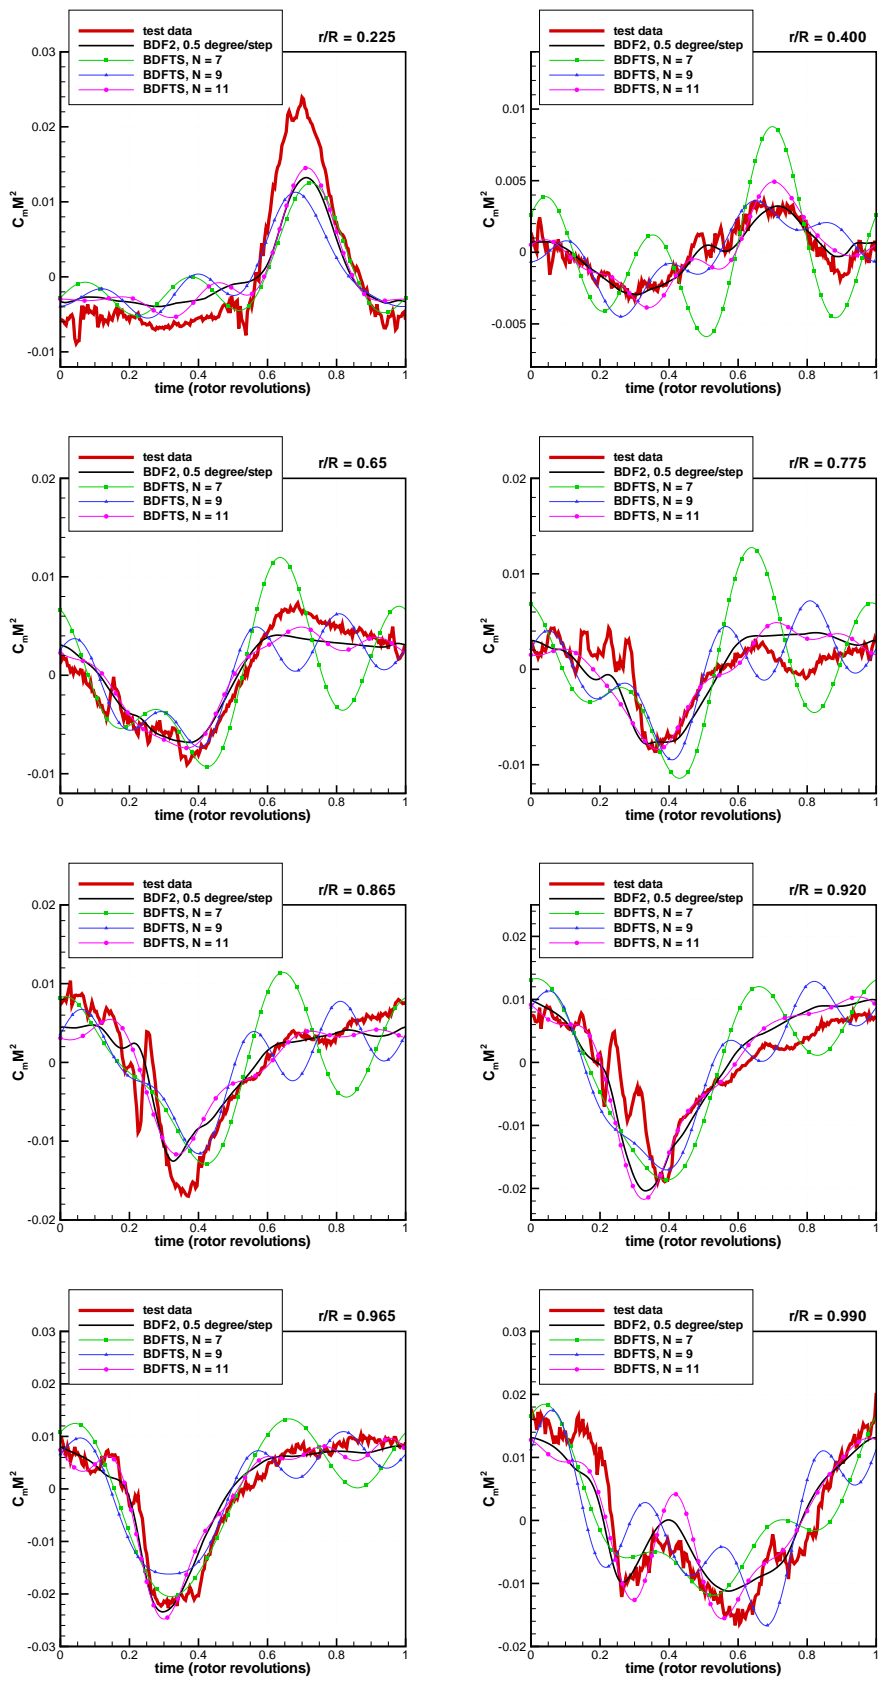 test data
BDF2, 0.5 degree/step
BDFTS, N = 7
BDFTS, N = 9
BDFTS, N = 11
r/R = 0.225
0.03
0.02
0.01
0
-0.01
CmM²
0 0.2 0.4 0.6 0.8 1
time (rotor revolutions)
test data
BDF2, 0.5 degree/step
BDFTS, N = 7
BDFTS, N = 9
BDFTS, N = 11
r/R = 0.400
0.01
0.005
0
-0.005
CmM²
0 0.2 0.4 0.6 0.8 1
time (rotor revolutions)
test data
BDF2, 0.5 degree/step
BDFTS, N = 7
BDFTS, N = 9
BDFTS, N = 11
r/R = 0.65
0.02
0.01
0
-0.01
CmM²
0 0.2 0.4 0.6 0.8 1
time (rotor revolutions)
test data
BDF2, 0.5 degree/step
BDFTS, N = 7
BDFTS, N = 9
BDFTS, N = 11
r/R = 0.775
0.02
0.01
0
-0.01
CmM²
0 0.2 0.4 0.6 0.8 1
time (rotor revolutions)
test data
BDF2, 0.5 degree/step
BDFTS, N = 7
BDFTS, N = 9
BDFTS, N = 11
r/R = 0.865
0.02
0.01
0
-0.01
-0.02
CmM²
0 0.2 0.4 0.6 0.8 1
time (rotor revolutions)
test data
BDF2, 0.5 degree/step
BDFTS, N = 7
BDFTS, N = 9
BDFTS, N = 11
r/R = 0.920
0.02
0.01
0
-0.01
-0.02
CmM²
0 0.2 0.4 0.6 0.8 1
time (rotor revolutions)
test data
BDF2, 0.5 degree/step
BDFTS, N = 7
BDFTS, N = 9
BDFTS, N = 11
r/R = 0.965
0.03
0.02
0.01
0
-0.01
-0.02
-0.03
CmM²
0 0.2 0.4 0.6 0.8 1
time (rotor revolutions)
test data
BDF2, 0.5 degree/step
BDFTS, N = 7
BDFTS, N = 9
BDFTS, N = 11
r/R = 0.990
0.03
0.02
0.01
0
-0.01
-0.02
CmM²
0 0.2 0.4 0.6 0.8 1
time (rotor revolutions)